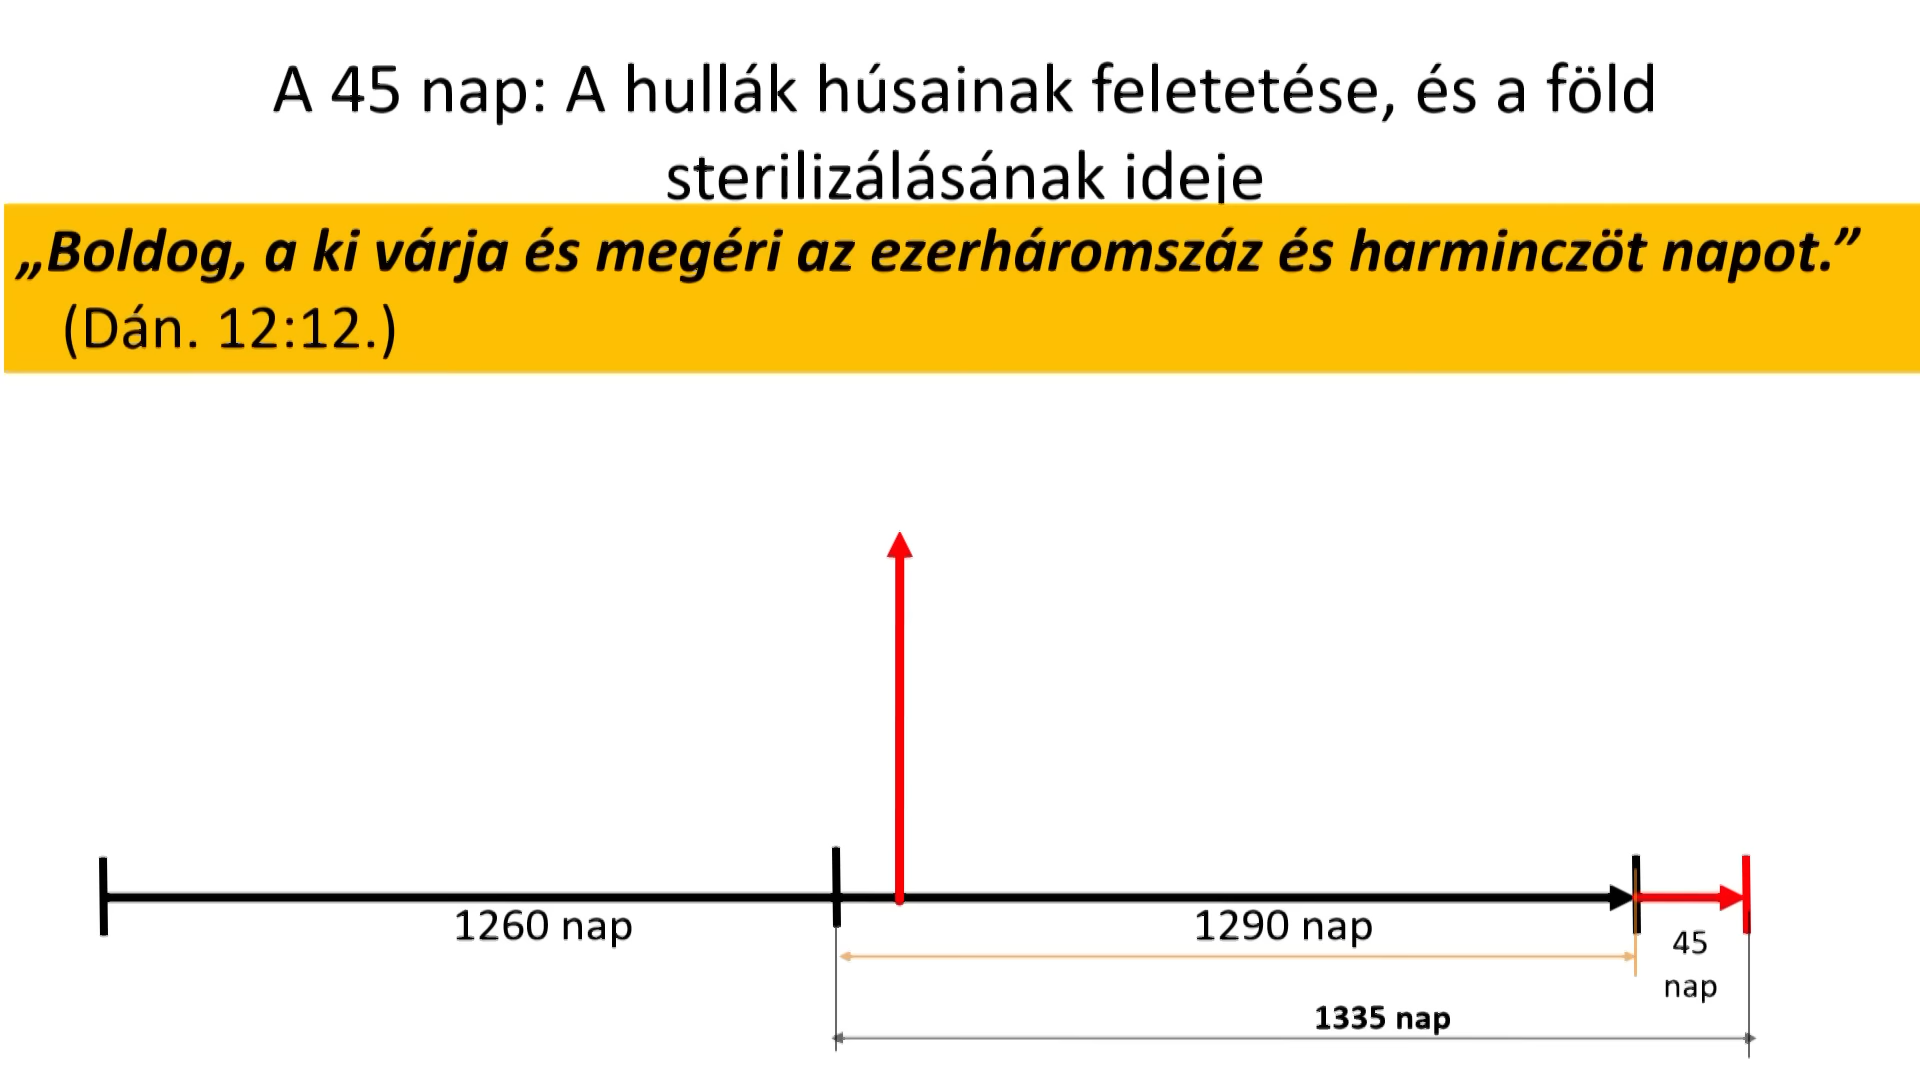 A 45 nap: A hullák húsainak feletetése, és a föld
sterilizálásának ideje
„Boldog, a ki várja és megéri az ezerháromszáz és harminczöt napot.”
(Dán. 12:12.)
1260 nap
1290 nap
45
nap
1335 nap